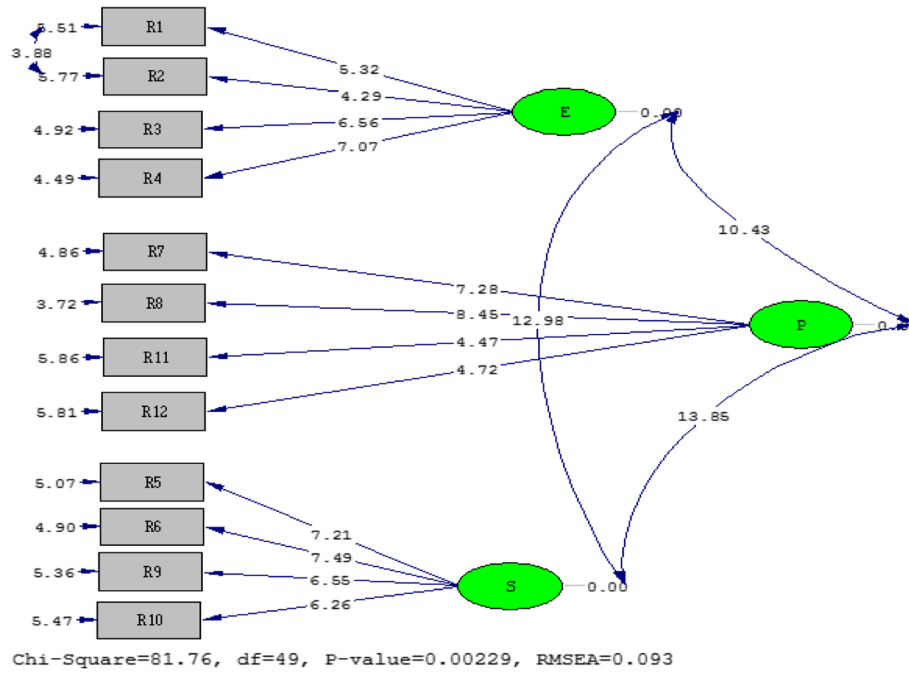 5.51 R1
3.88
5.77 R2
4.92 R3
4.49 R4
5.32
4.29
6.56
7.07
E 0.00
4.86 R7
3.72 R8
5.86 R11
5.81 R12
7.28
8.45
4.47
4.72
12.98
10.43
P
13.85
5.07 R5
4.90 R6
5.36 R9
5.47 R10
7.21
7.49
6.55
6.26
S 0.00
Chi-Square=81.76, df=49, P-value=0.00229, RMSEA=0.093